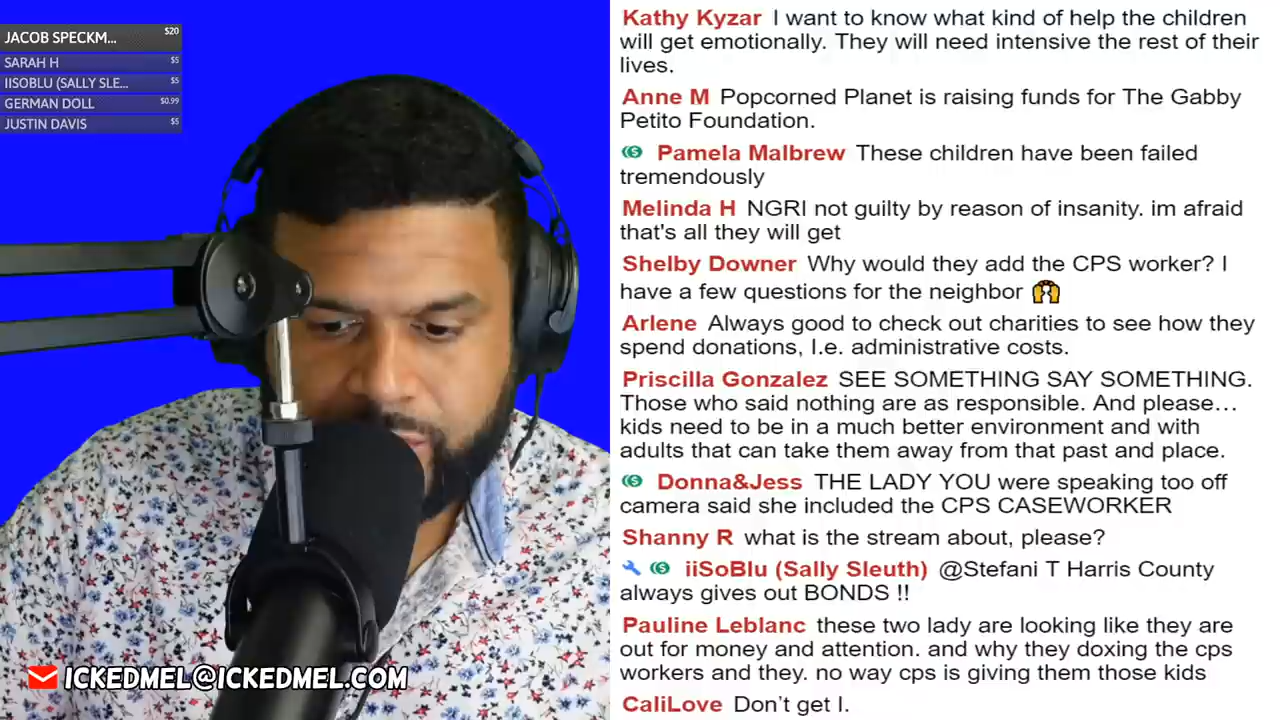 JACOB SPECKM... $20
SARAH H $5
IISOBLU (SALLY SLE... $5
GERMAN DOLL $0.99
JUSTIN DAVIS $5
ICKEDMEL@ICKEDMEL.COM
Kathy Kyzar I want to know what kind of help the children
will get emotionally. They will need intensive the rest of their
lives.
Anne M Popcorned Planet is raising funds for The Gabby
Petito Foundation.
Pamela Malbrew These children have been failed
tremendously
Melinda H NGRI not guilty by reason of insanity. im afraid
that's all they will get
Shelby Downer Why would they add the CPS worker? I
have a few questions for the neighbor
Arlene Always good to check out charities to see how they
spend donations, I.e. administrative costs.
Priscilla Gonzalez SEE SOMETHING SAY SOMETHING.
Those who said nothing are as responsible. And please…
kids need to be in a much better environment and with
adults that can take them away from that past and place.
Donna&Jess THE LADY YOU were speaking too off
camera said she included the CPS CASEWORKER
Shanny R what is the stream about, please?
iiSoBlu (Sally Sleuth) @Stefani T Harris County
always gives out BONDS !!
Pauline Leblanc these two lady are looking like they are
out for money and attention. and why they doxing the cps
workers and they. no way cps is giving them those kids
CaliLove Don’t get I.